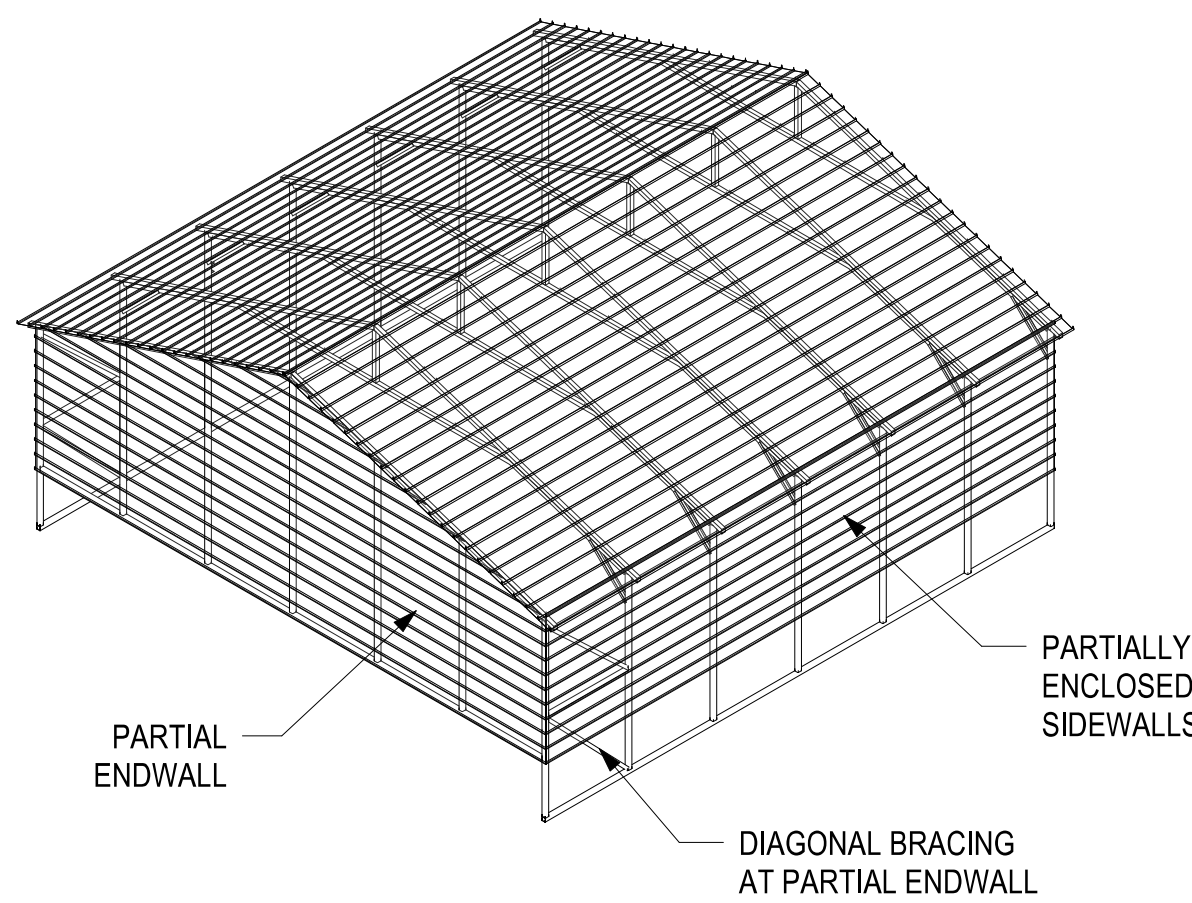 PARTIALLY
ENCLOSED
SIDEWALLS
PARTIAL
ENDWALL
DIAGONAL BRACING
AT PARTIAL ENDWALL